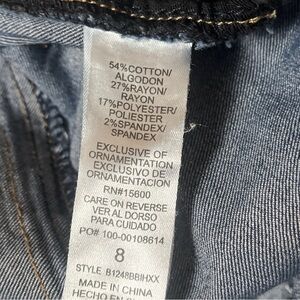 54%COTTON/
ALGODON
27%RAYON/
RAYON
17%POLYESTER/
POLIESTER
2%SPANDEX/
SPANDEX
EXCLUSIVE OF
ORNAMENTATION
EXCLUSIVO DE
ORNAMENTACION
RN#15600
CARE ON REVERSE
VER AL DORSO
PARA CUIDADO
PO# 100-00108614
8
STYLE B1248BBIHXX
MADE IN CHINA
HECHO EN